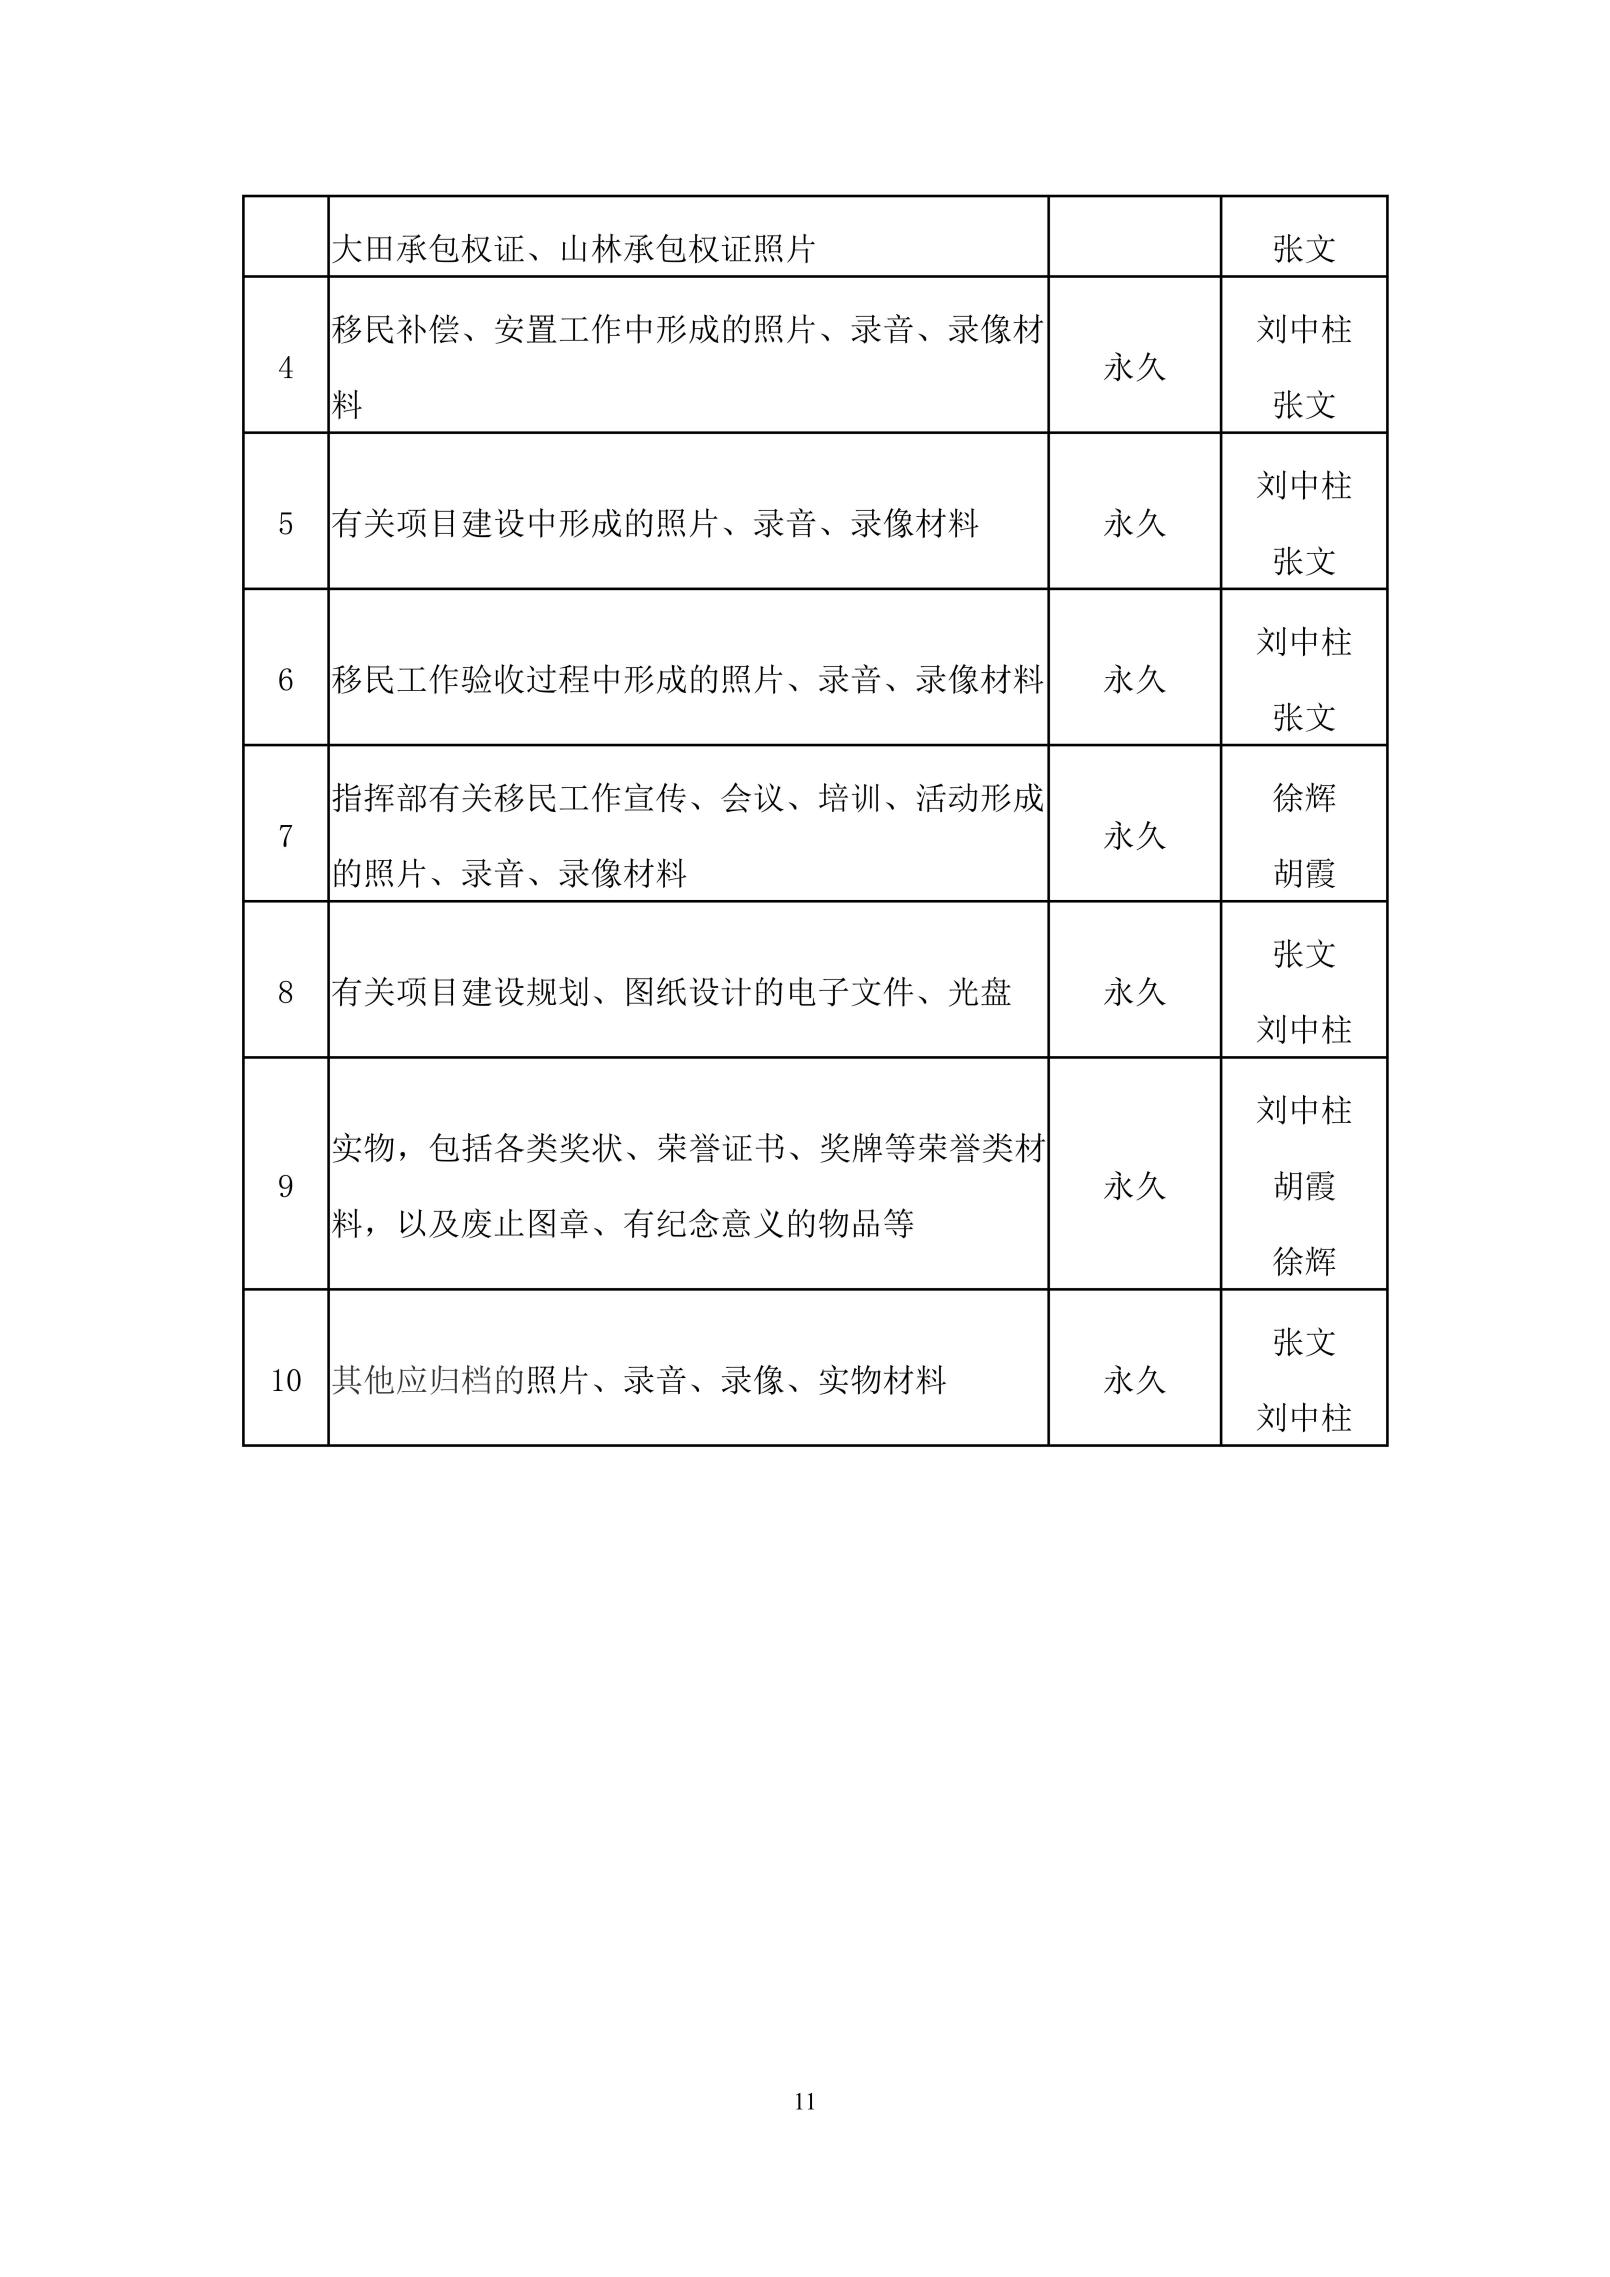 大田承包权证、山林承包权证照片 张文
4 移民补偿、安置工作中形成的照片、录音、录像材 永久 刘中柱
料 张文
5 有关项目建设中形成的照片、录音、录像材料 永久 刘中柱
张文
6 移民工作验收过程中形成的照片、录音、录像材料 永久 刘中柱
张文
7 指挥部有关移民工作宣传、会议、培训、活动形成 永久 徐辉
的照片、录音、录像材料 胡霞
8 有关项目建设规划、图纸设计的电子文件、光盘 永久 张文
刘中柱
9 实物，包括各类奖状、荣誉证书、奖牌等荣誉类材 永久 刘中柱
料，以及废止图章、有纪念意义的物品等 胡霞
徐辉
10 其他应归档的照片、录音、录像、实物材料 永久 张文
刘中柱
11